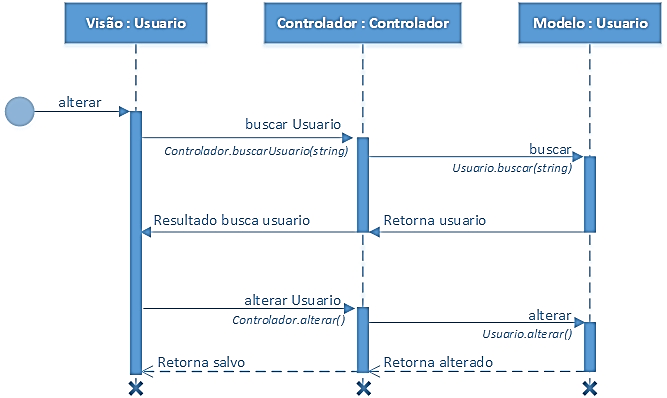 Visão : Usuario
Controlador : Controlador
Modelo : Usuario
alterar
buscar Usuario
Controlador.buscarUsuario(string)
buscar
Usuario.buscar(string)
Resultado busca usuario
Retorna usuario
alterar Usuario
Controlador.alterar()
alterar
Usuario.alterar()
Retorna salvo
Retorna alterado